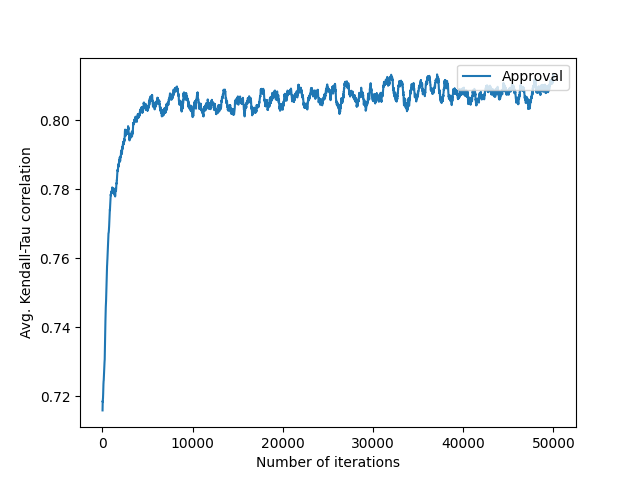 Approval
0.80
0.78
0.76
0.74
0.72
Avg. Kendall-Tau correlation
0 10000 20000 30000 40000 50000
Number of iterations